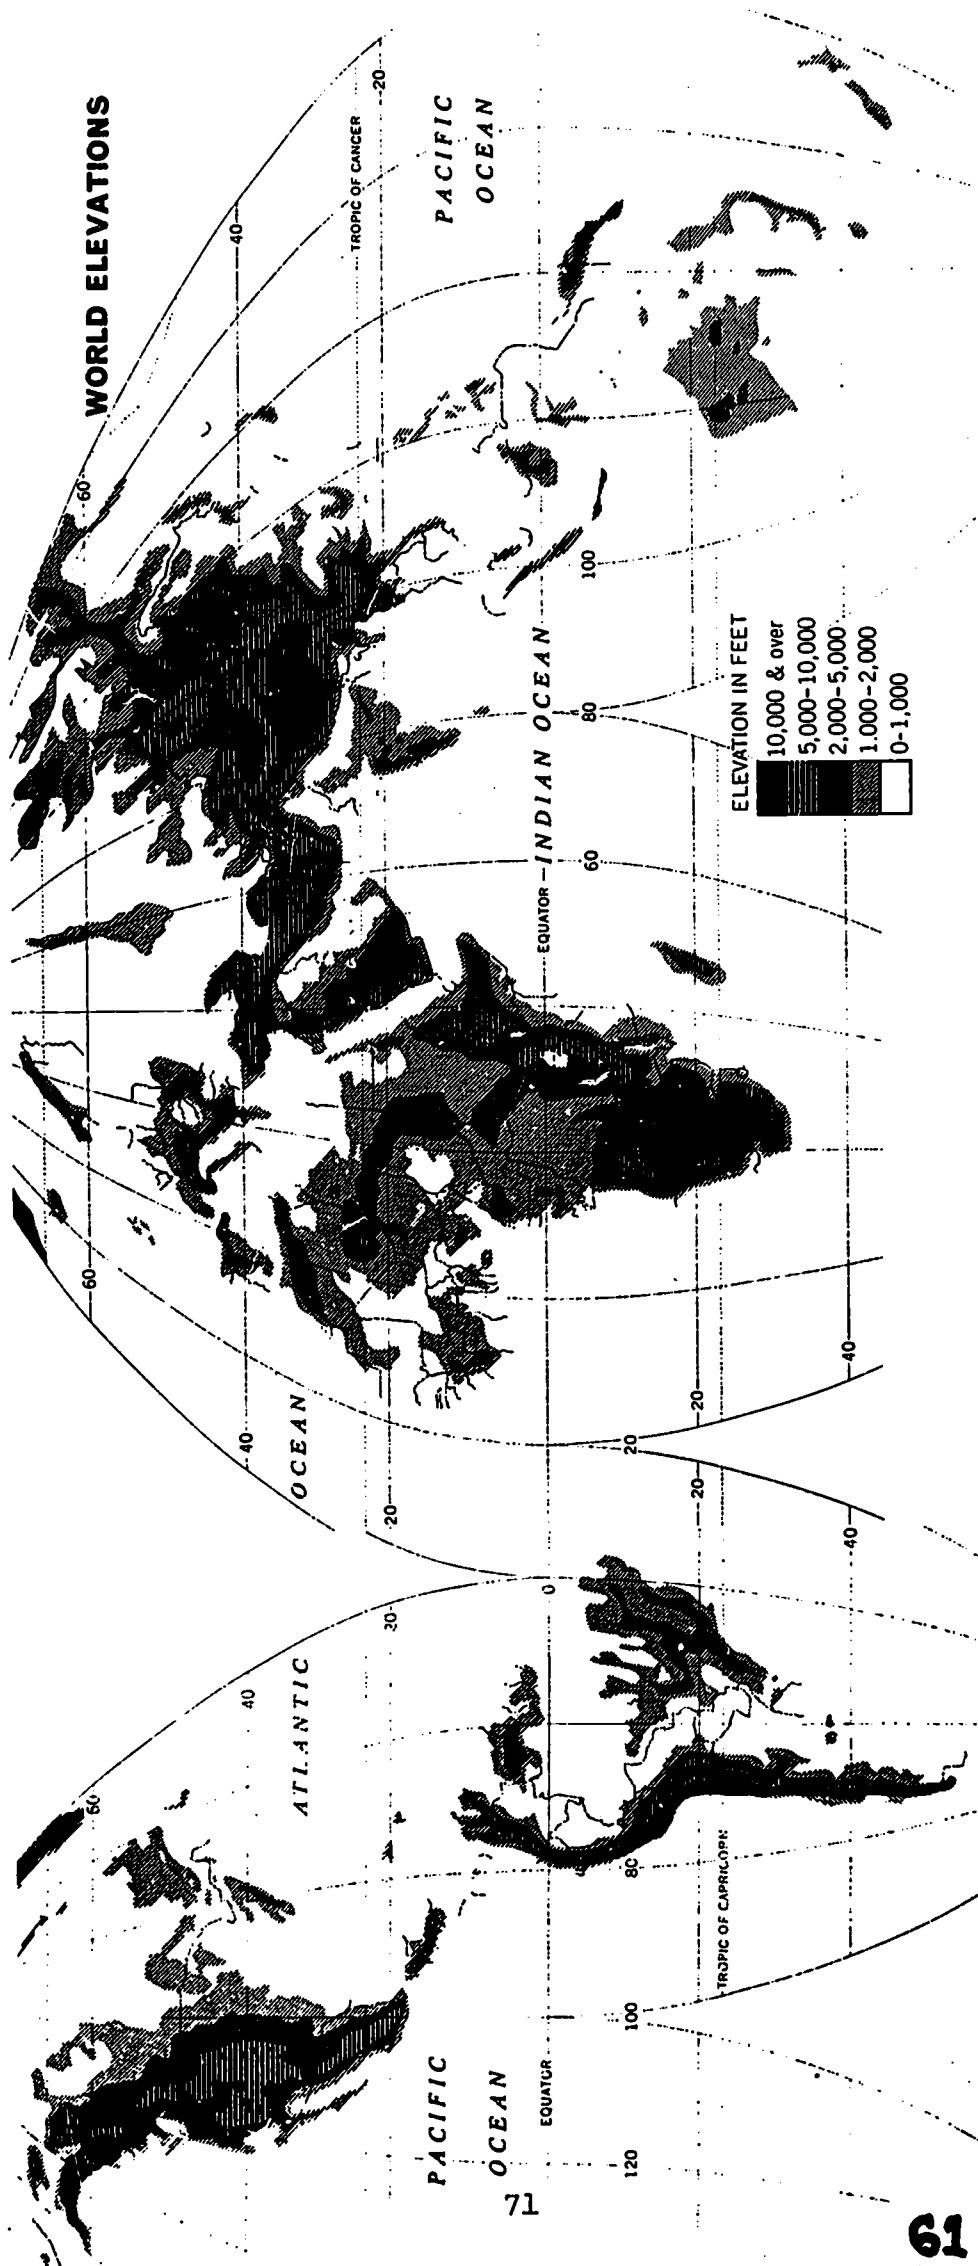 WORLD ELEVATIONS
60
40
TROPIC OF CANCER
20
PACIFIC
OCEAN
60
40
ATLANTIC
OCEAN
60
40
20
20
PACIFIC
OCEAN
EQUATOR
0
EQUATOR
INDIAN OCEAN
120
100
80
20
60
80
100
TROPIC OF CAPRICORN
20
20
40
40
ELEVATION IN FEET
10,000 & over
5,000-10,000
2,000-5,000
1.000-2,000
0-1,000
71
61